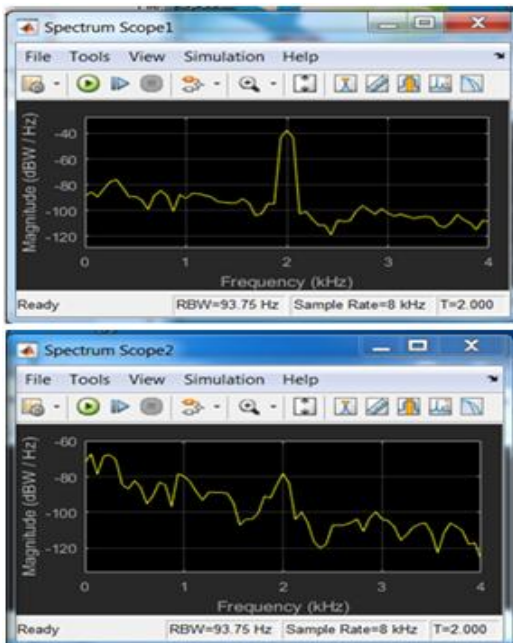 Spectrum Scope1
File Tools View Simulation Help
Magnitude (dBW / Hz)
-40
-60
-80
-100
-120
0 1 2 3 4
Frequency (kHz)
Ready RBW=93.75 Hz Sample Rate=8 kHz T=2.000
Spectrum Scope2
File Tools View Simulation Help
Magnitude (dBW / Hz)
-60
-80
-100
-120
0 1 2 3 4
Frequency (kHz)
Ready RBW=93.75 Hz Sample Rate=8 kHz T=2.000